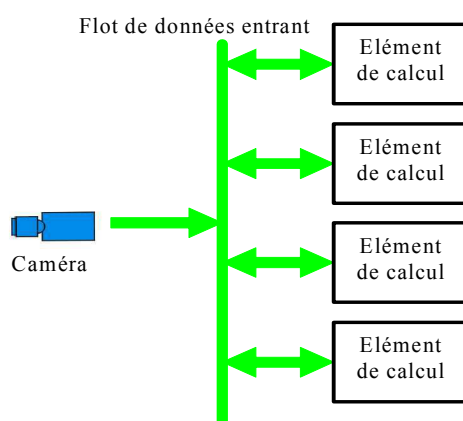 Flot de données entrant
Elément
de calcul
Elément
de calcul
Caméra
Elément
de calcul
Elément
de calcul